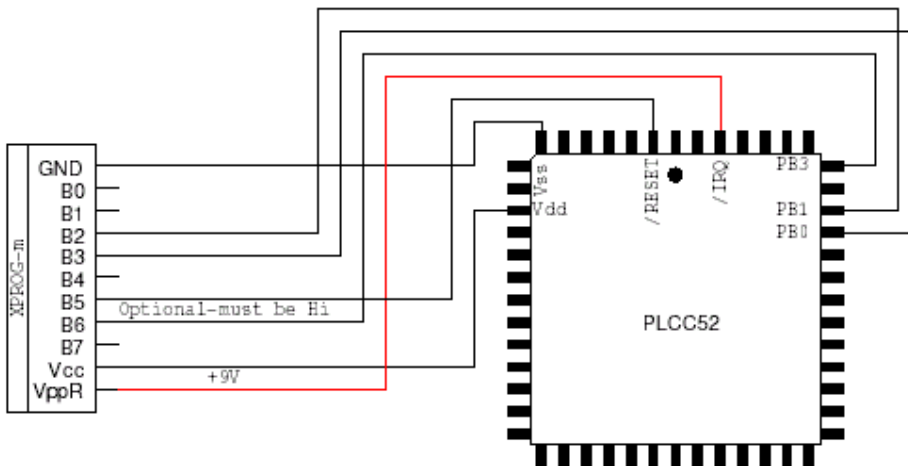 XPROG-m
GND
B0
B1
B2
B3
B4
B5
B6
B7
Vcc
VppR
Optional-must be Hi
+9V
Vss
Vdd
/RESET
/IRQ
PB3
PB1
PB0
PLCC52